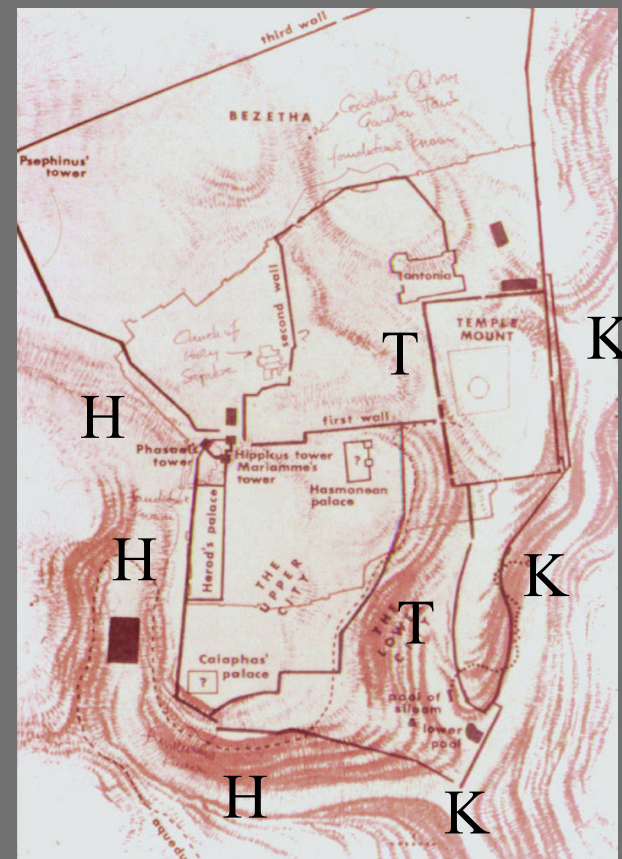 third wall
BEZETHA
Garden Tomb
foundations known
Psephinus'
tower
antonia
second wall
?
TEMPLE
MOUNT
T
K
Church of
Holy
Sepulchre
H
first wall
Phasael's
tower
Hippicus tower
Mariamme's
tower
?
Hasmonean
palace
Herod's palace
H
THE
UPPER
CITY
K
T
THE
LOWER
CITY
Caiaphas'
palace
?
pool of
siloam
& lower
pool
H
K